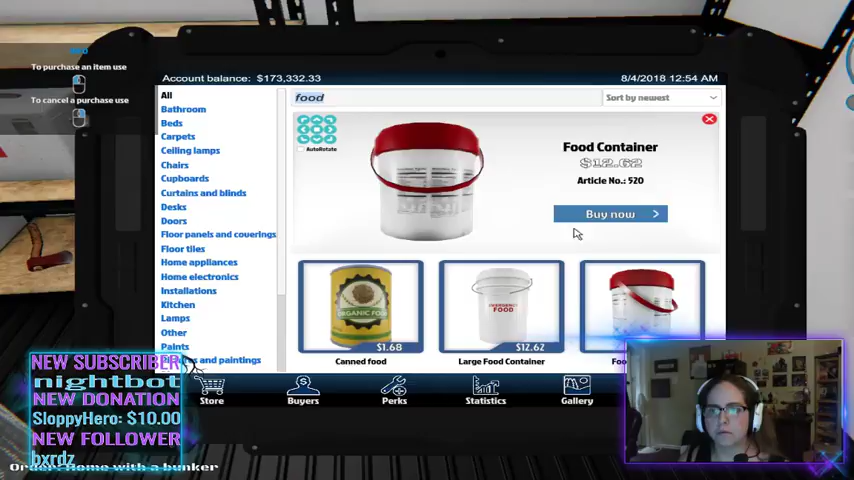 To purchase an item use
To cancel a purchase use
Account balance: $173,332.33
8/4/2018 12:54 AM
All
Bathroom
Beds
Carpets
Ceiling lamps
Chairs
Cupboards
Curtains and blinds
Desks
Doors
Floor panels and coverings
Floor tiles
Home appliances
Home electronics
Installations
Kitchen
Lamps
Other
Paints
and paintings
food
Sort by newest
AutoRotate
Food Container
$12.62
Article No.: 520
Buy now
ORGANIC FOOD
$1.68
Canned food
EMERGENCY
FOOD
$12.62
Large Food Container
Store
Buyers
Perks
Statistics
Gallery
NEW SUBSCRIBER
nightbot
NEW DONATION
SloppyHero: $10.00
NEW FOLLOWER
bxrdz
Order: Home with a bunker